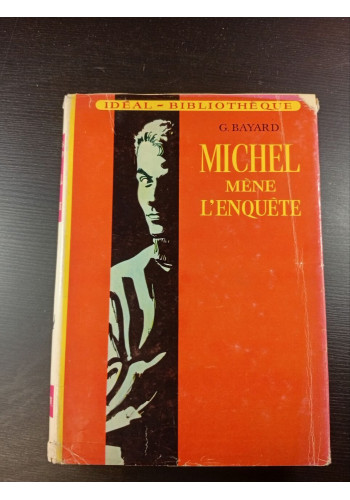 IDÉAL - BIBLIOTHÈQUE
G. BAYARD
MICHEL
MÈNE
L'ENQUÊTE